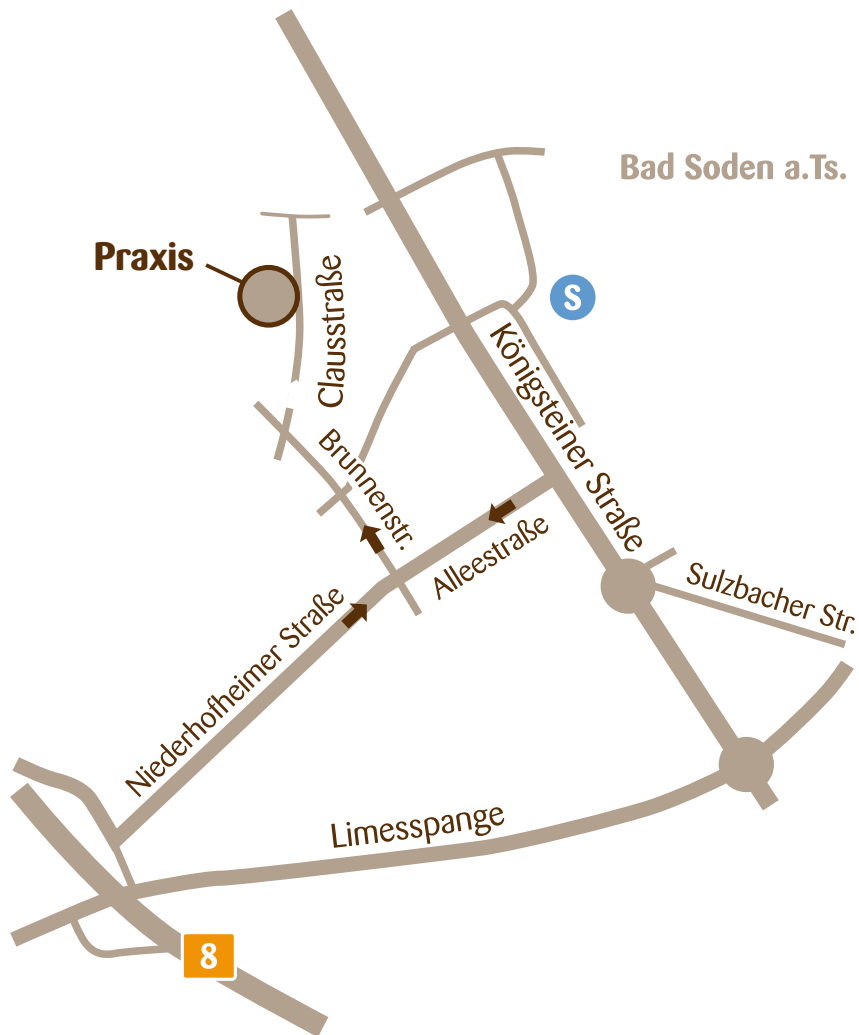 Bad Soden a.Ts.
Praxis
Clausstraße
S
Königsteiner Straße
Brunnenstr.
Alleestraße
Sulzbacher Str.
Niederhofheimer Straße
Limesspange
8